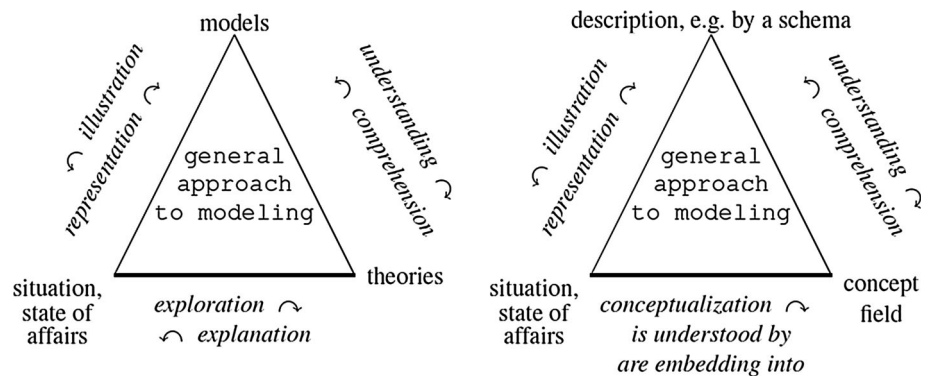 models
illustration
representation
understanding
comprehension
general
approach
to modeling
situation,
state of
affairs
theories
exploration
explanation
description, e.g. by a schema
illustration
representation
understanding
comprehension
general
approach
to modeling
situation,
state of
affairs
concept
field
conceptualization
is understood by
are embedding into